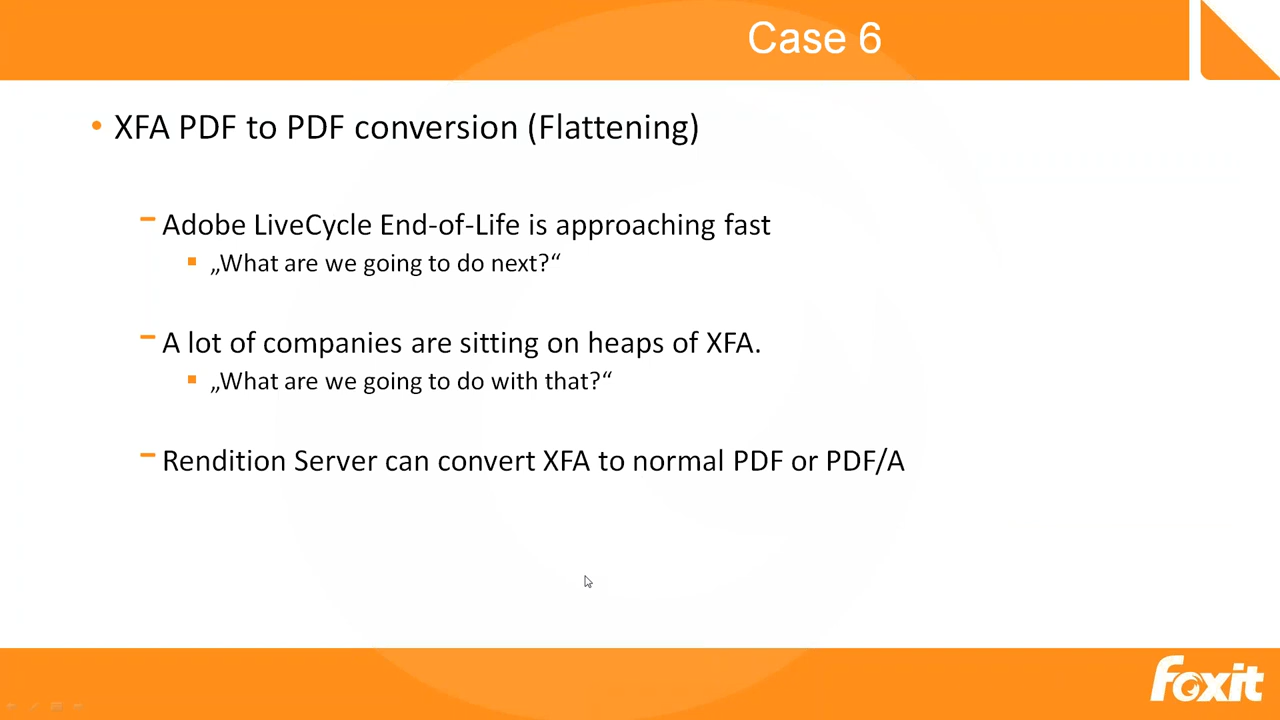 Case 6
• XFA PDF to PDF conversion (Flattening)
– Adobe LiveCycle End-of-Life is approaching fast
▪ „What are we going to do next?“
– A lot of companies are sitting on heaps of XFA.
▪ „What are we going to do with that?“
– Rendition Server can convert XFA to normal PDF or PDF/A
foxit